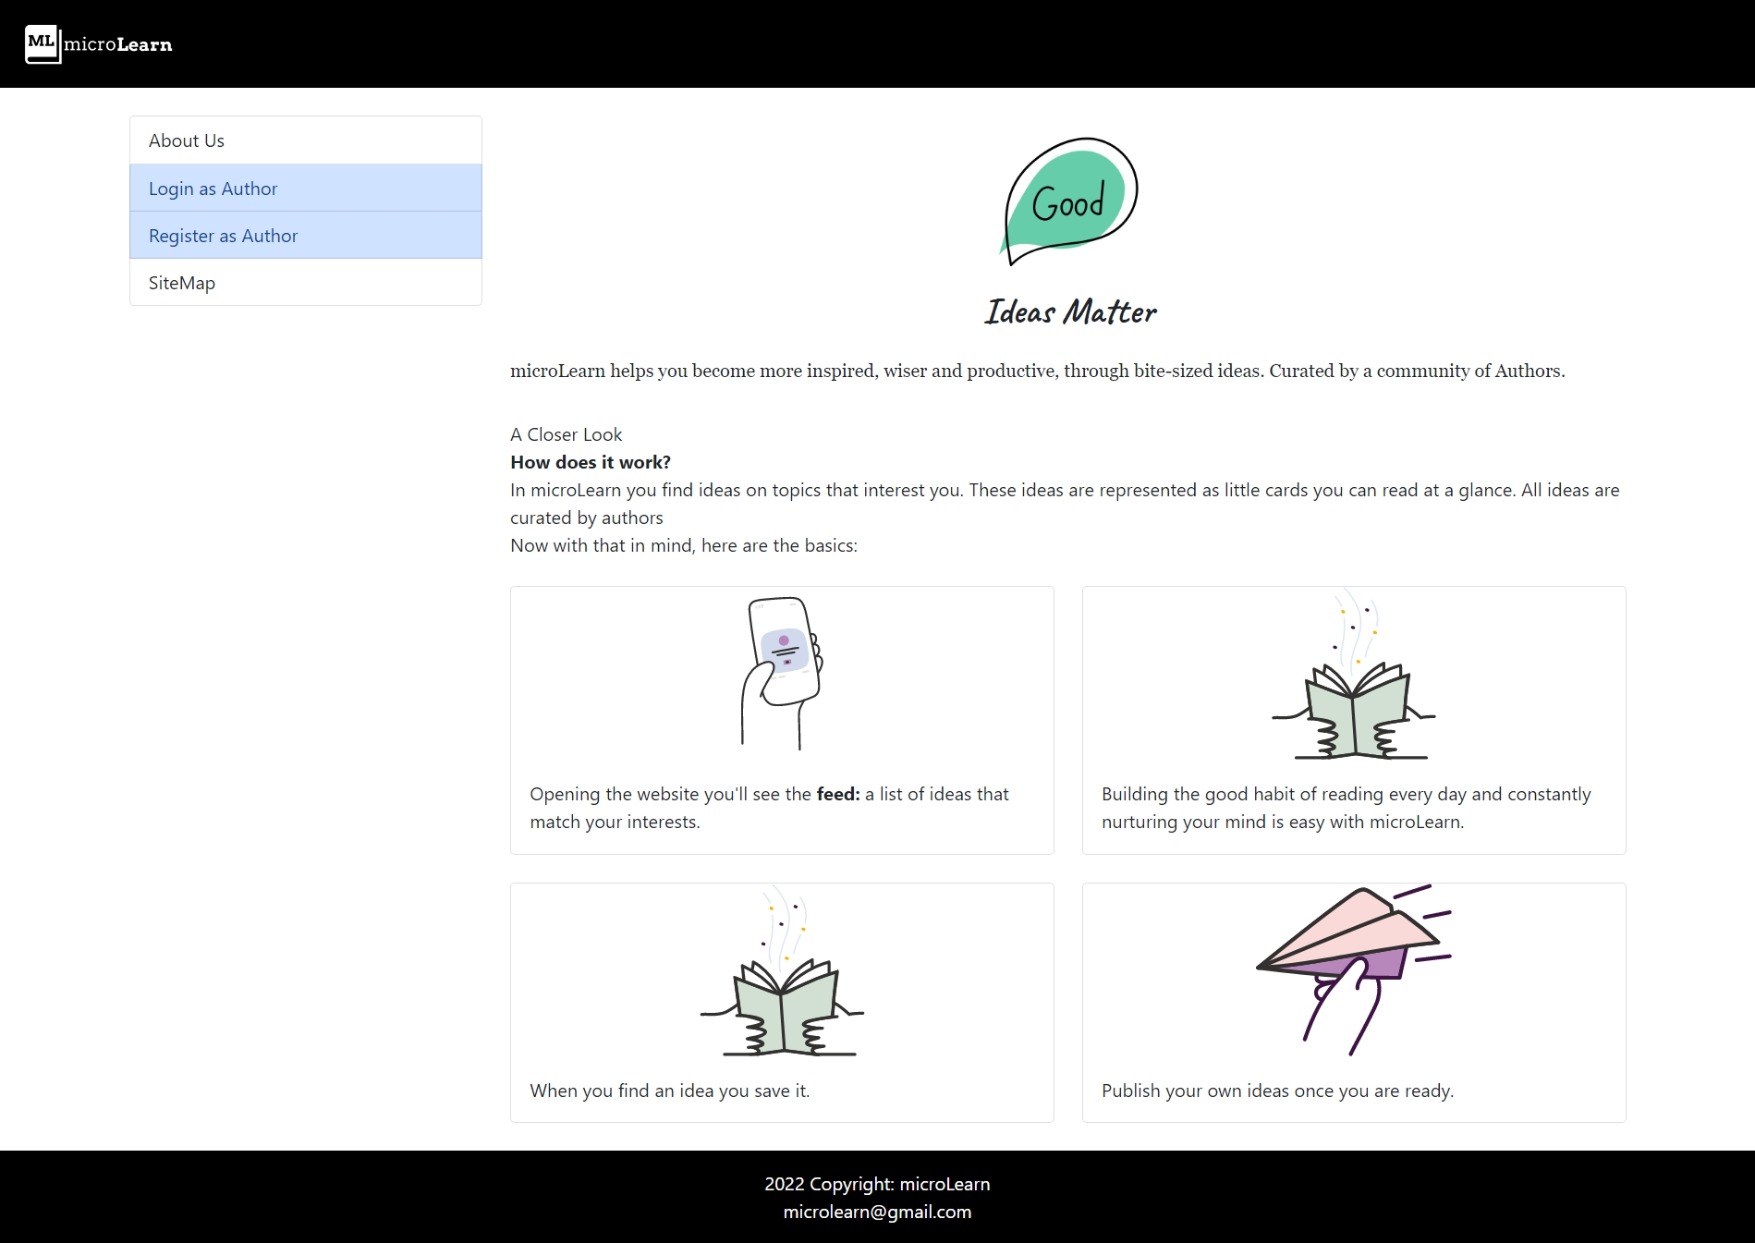 ML microLearn
About Us
Login as Author
Register as Author
SiteMap
Good
Ideas Matter
microLearn helps you become more inspired, wiser and productive, through bite-sized ideas. Curated by a community of Authors.
A Closer Look
How does it work?
In microLearn you find ideas on topics that interest you. These ideas are represented as little cards you can read at a glance. All ideas are
curated by authors
Now with that in mind, here are the basics:
Opening the website you'll see the feed: a list of ideas that
match your interests.
Building the good habit of reading every day and constantly
nurturing your mind is easy with microLearn.
When you find an idea you save it.
Publish your own ideas once you are ready.
2022 Copyright: microLearn
microlearn@gmail.com